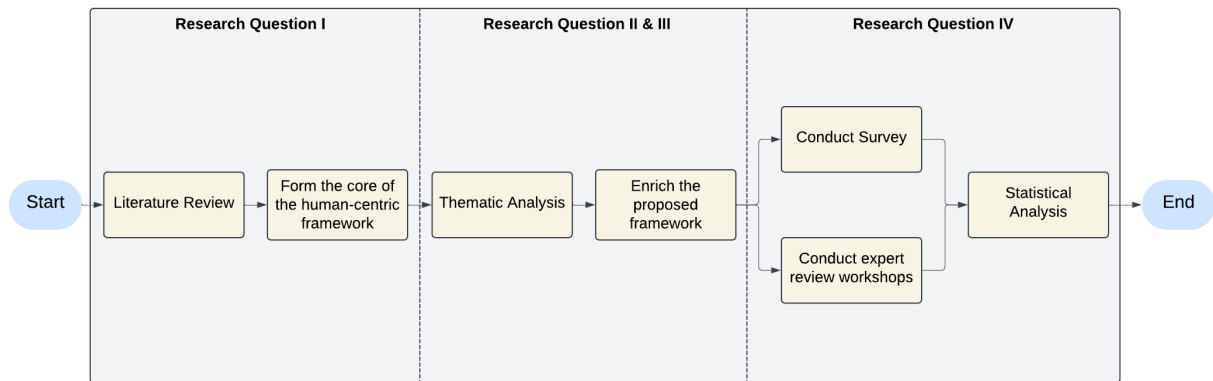 Research Question I
Research Question II & III
Research Question IV
Start
Literature Review
Form the core of
the human-centric
framework
Thematic Analysis
Enrich the
proposed
framework
Conduct Survey
Conduct expert
review workshops
Statistical
Analysis
End